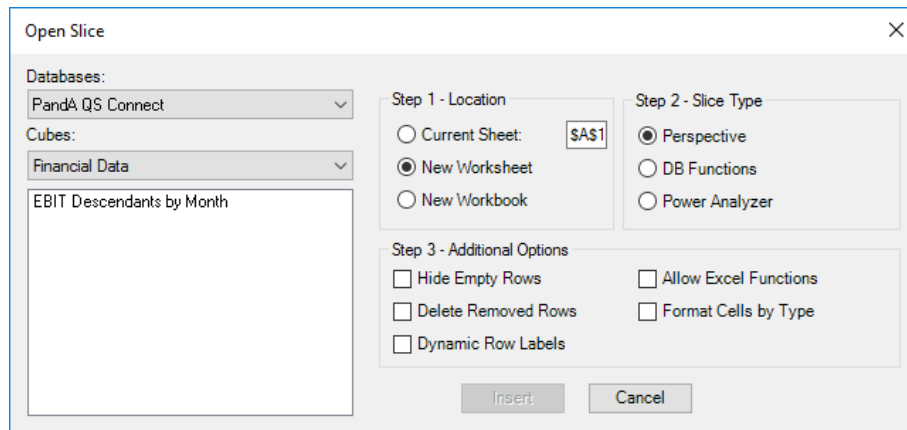 Open Slice
Databases:
PandA QS Connect
Cubes:
Financial Data
EBIT Descendants by Month
Step 1 - Location
Current Sheet: $A$1
New Worksheet
New Workbook
Step 2 - Slice Type
Perspective
DB Functions
Power Analyzer
Step 3 - Additional Options
Hide Empty Rows
Allow Excel Functions
Delete Removed Rows
Format Cells by Type
Dynamic Row Labels
Insert
Cancel